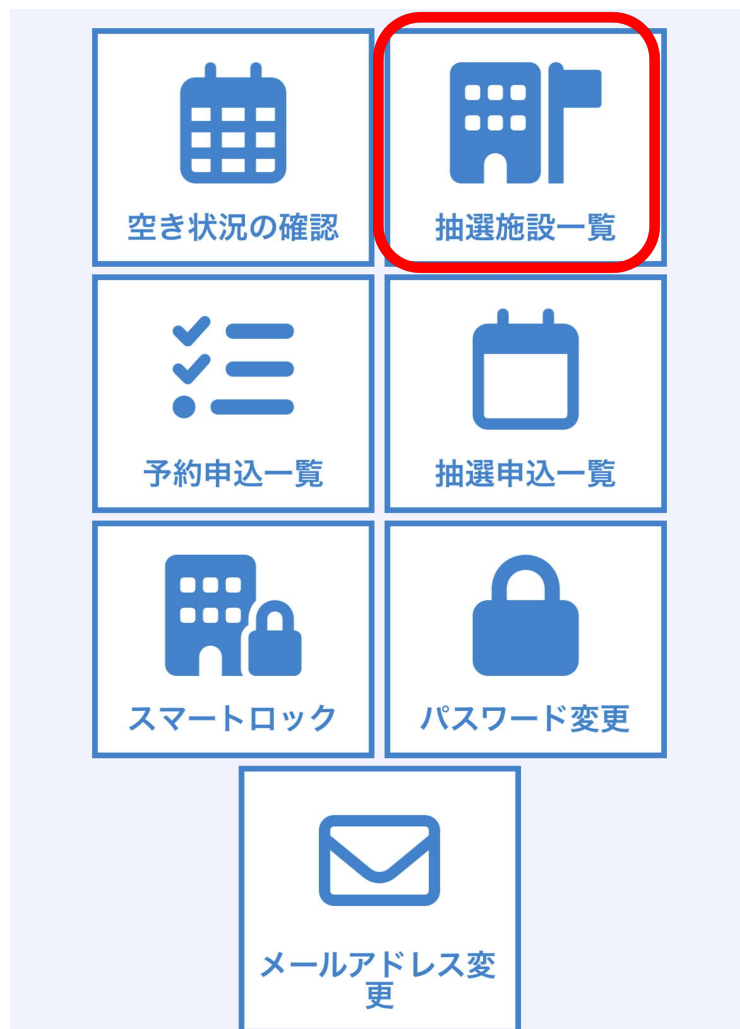 空き状況の確認
抽選施設一覧
予約申込一覧
抽選申込一覧
スマートロック
パスワード変更
メールアドレス変
更